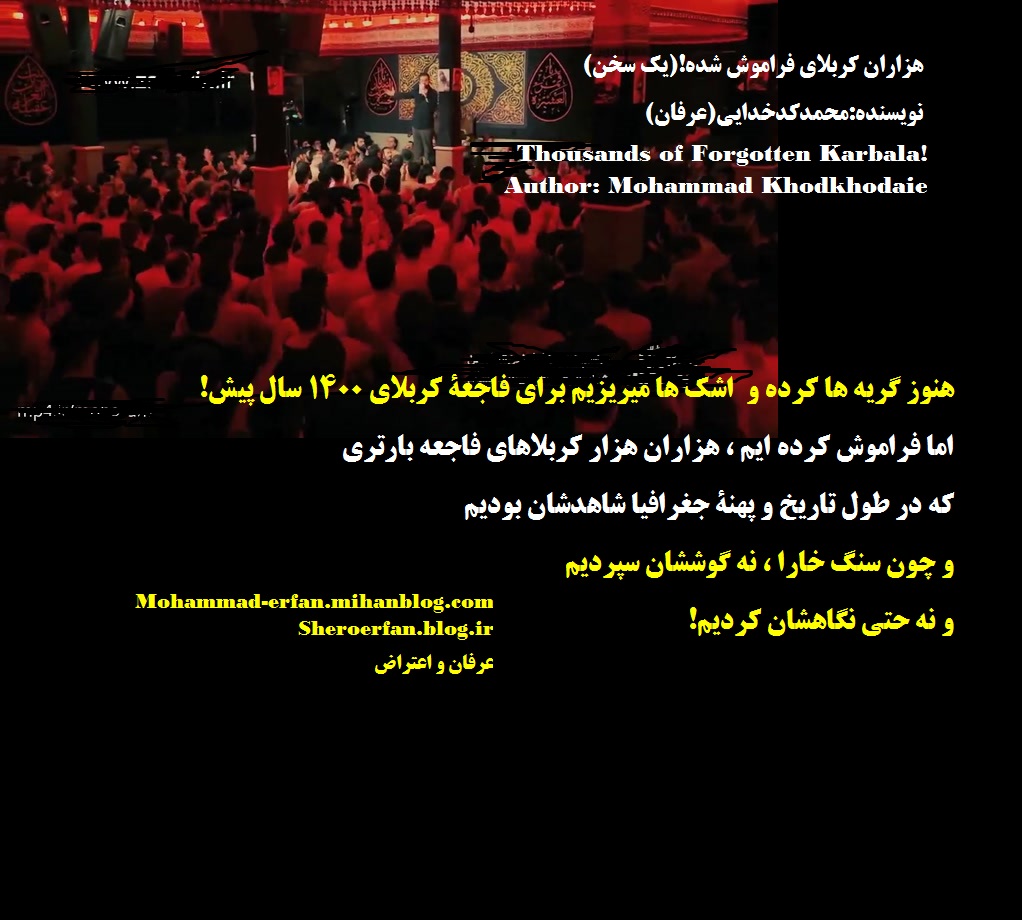 هزاران کربلای فراموش شده!(یک سخن)
نویسنده:محمدکدخدایی(عرفان)
Thousands of Forgotten Karbala!
Author: Mohammad Khodkhodaie
هنوز گریه ها کرده و اشک ها میریزیم برای فاجعۀ کربلای ۱۴۰۰ سال پیش!
اما فراموش کرده ایم ، هزاران هزار کربلاهای فاجعه بارتری
که در طول تاریخ و پهنۀ جغرافیا شاهدشان بودیم
و چون سنگ خارا ، نه گوششان سپردیم
و نه حتی نگاهشان کردیم!
Mohammad-erfan.mihanblog.com
Sheroerfan.blog.ir
عرفان و اعتراض